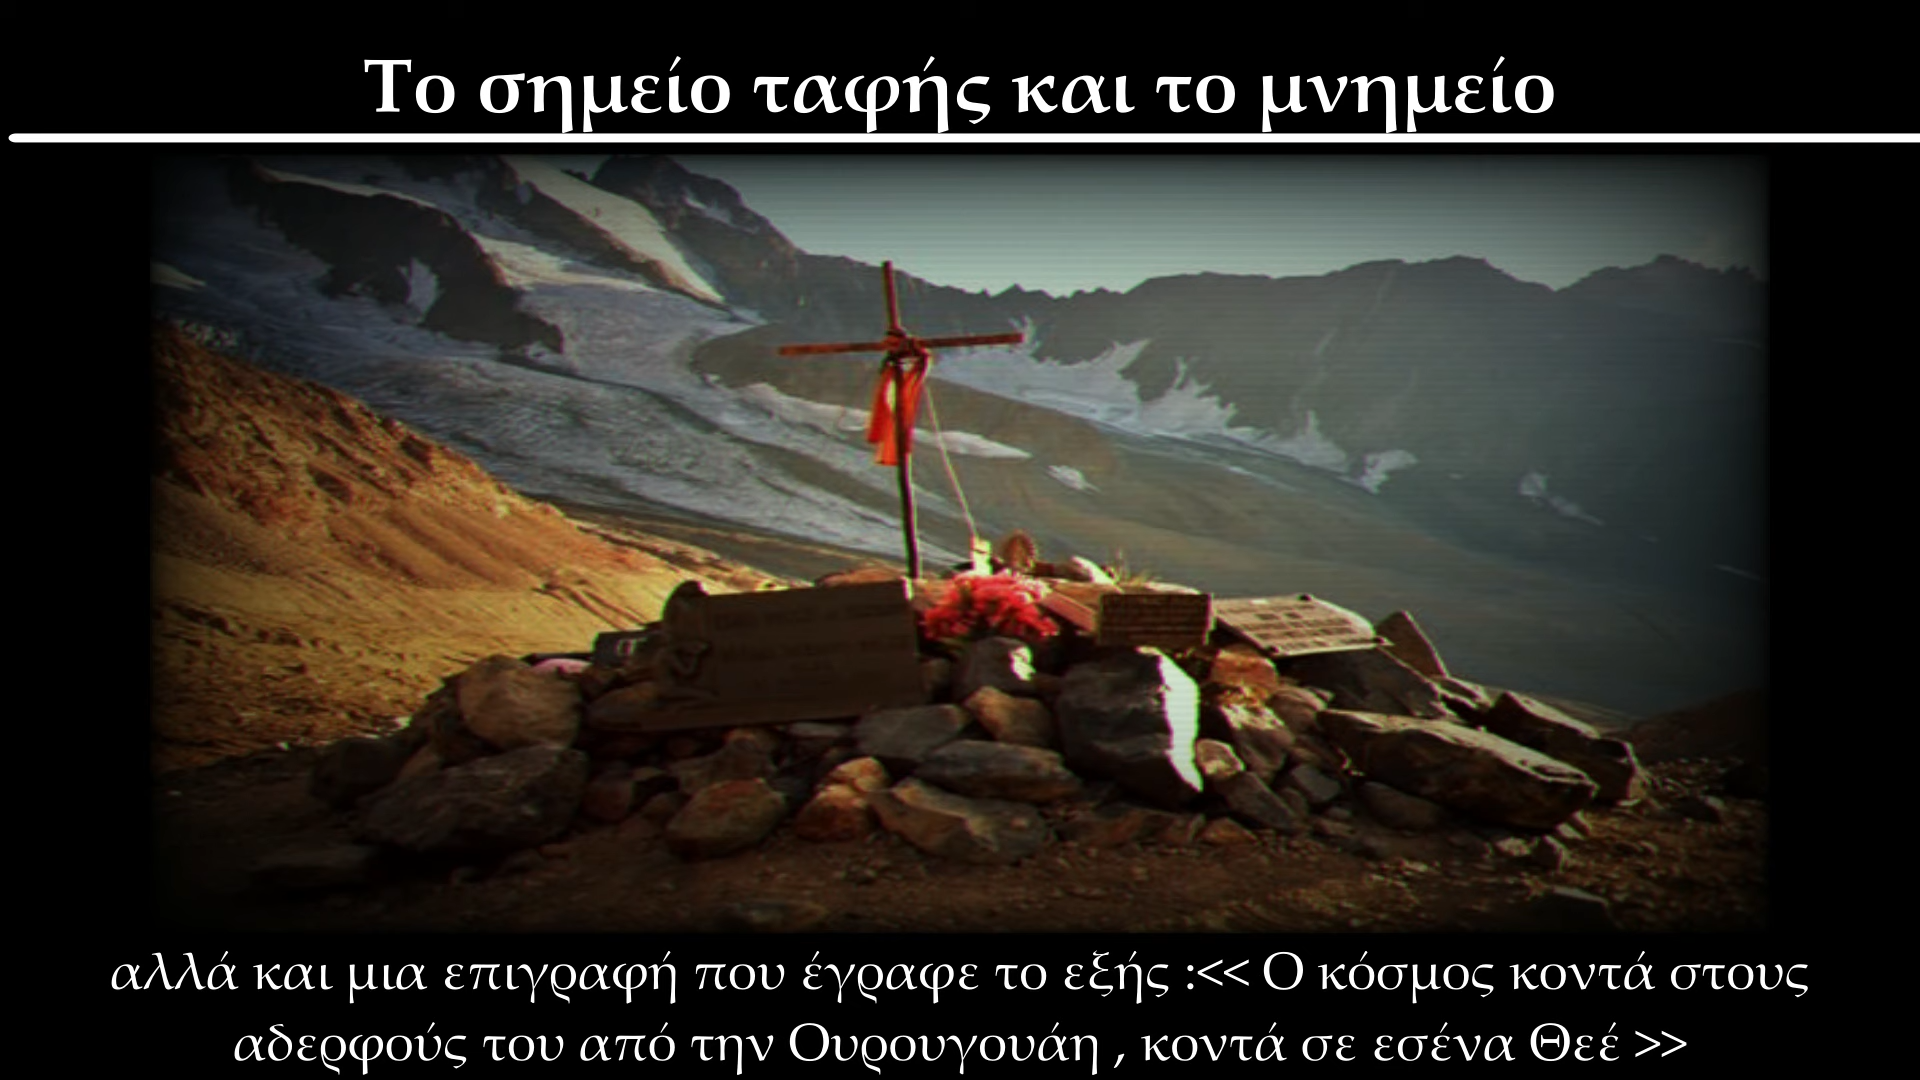 Το σημείο ταφής και το μνημείο
αλλά και μια επιγραφή που έγραφε το εξής :<< Ο κόσμος κοντά στους
αδερφούς του από την Ουρουγουάη , κοντά σε εσένα Θεέ >>